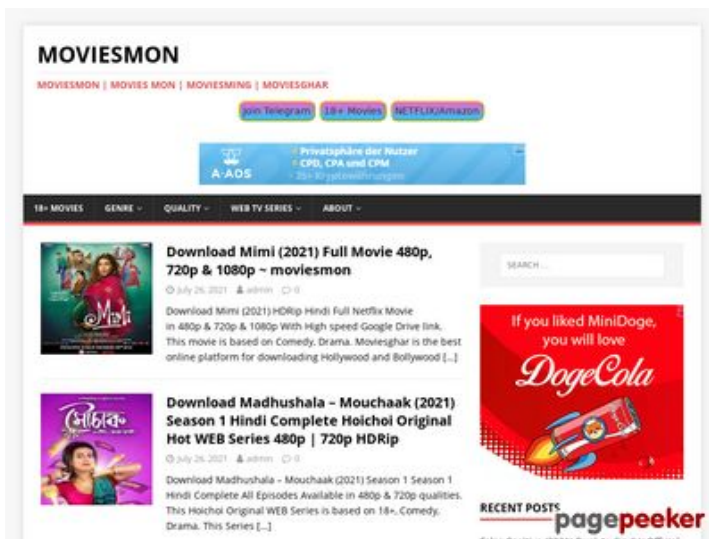 MOVIESMON
MOVIESMON | MOVIES MON | MOVIESMING | MOVIESGHAR
Join Telegram 18+ Movies NETFLIX/Amazon
A-ADS
Privatsphäre der Nutzer
CPD, CPA und CPM
18+ MOVIES GENRE QUALITY WEB TV SERIES ABOUT
Mimi
Download Mimi (2021) Full Movie 480p,
720p & 1080p ~ moviesmon
July 26, 2021 admin 0
Download Mimi (2021) HDRip Hindi Full Netflix Movie
in 480p & 720p & 1080p With High speed Google Drive link.
This movie is based on Comedy, Drama. Moviesghar is the best
online platform for downloading Hollywood and Bollywood [...]
মৌচাক
Download Madhushala – Mouchaak (2021)
Season 1 Hindi Complete Hoichoi Original
Hot WEB Series 480p | 720p HDRip
July 26, 2021 admin 0
Download Madhushala – Mouchaak (2021) Season 1 Season 1
Hindi Complete All Episodes Available in 480p & 720p qualities.
This Hoichoi Original WEB Series is based on 18+, Comedy,
Drama. This Series [...]
SEARCH ...
If you liked MiniDoge,
you will love
DogeCola
RECENT POSTS
pagepeeker